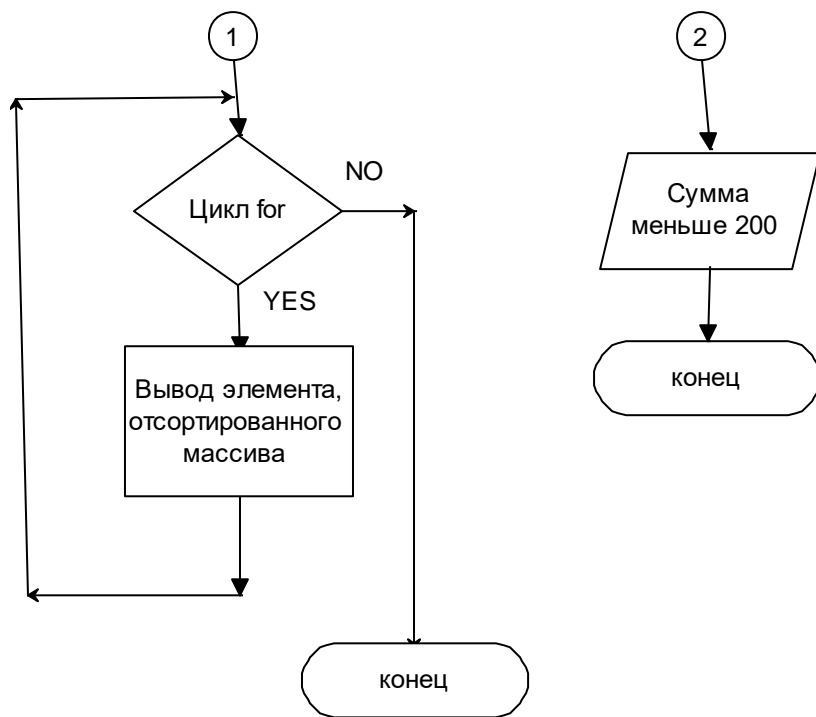 1
2
NO
Цикл for
Сумма
меньше 200
YES
конец
Вывод элемента,
отсортированного
массива
конец